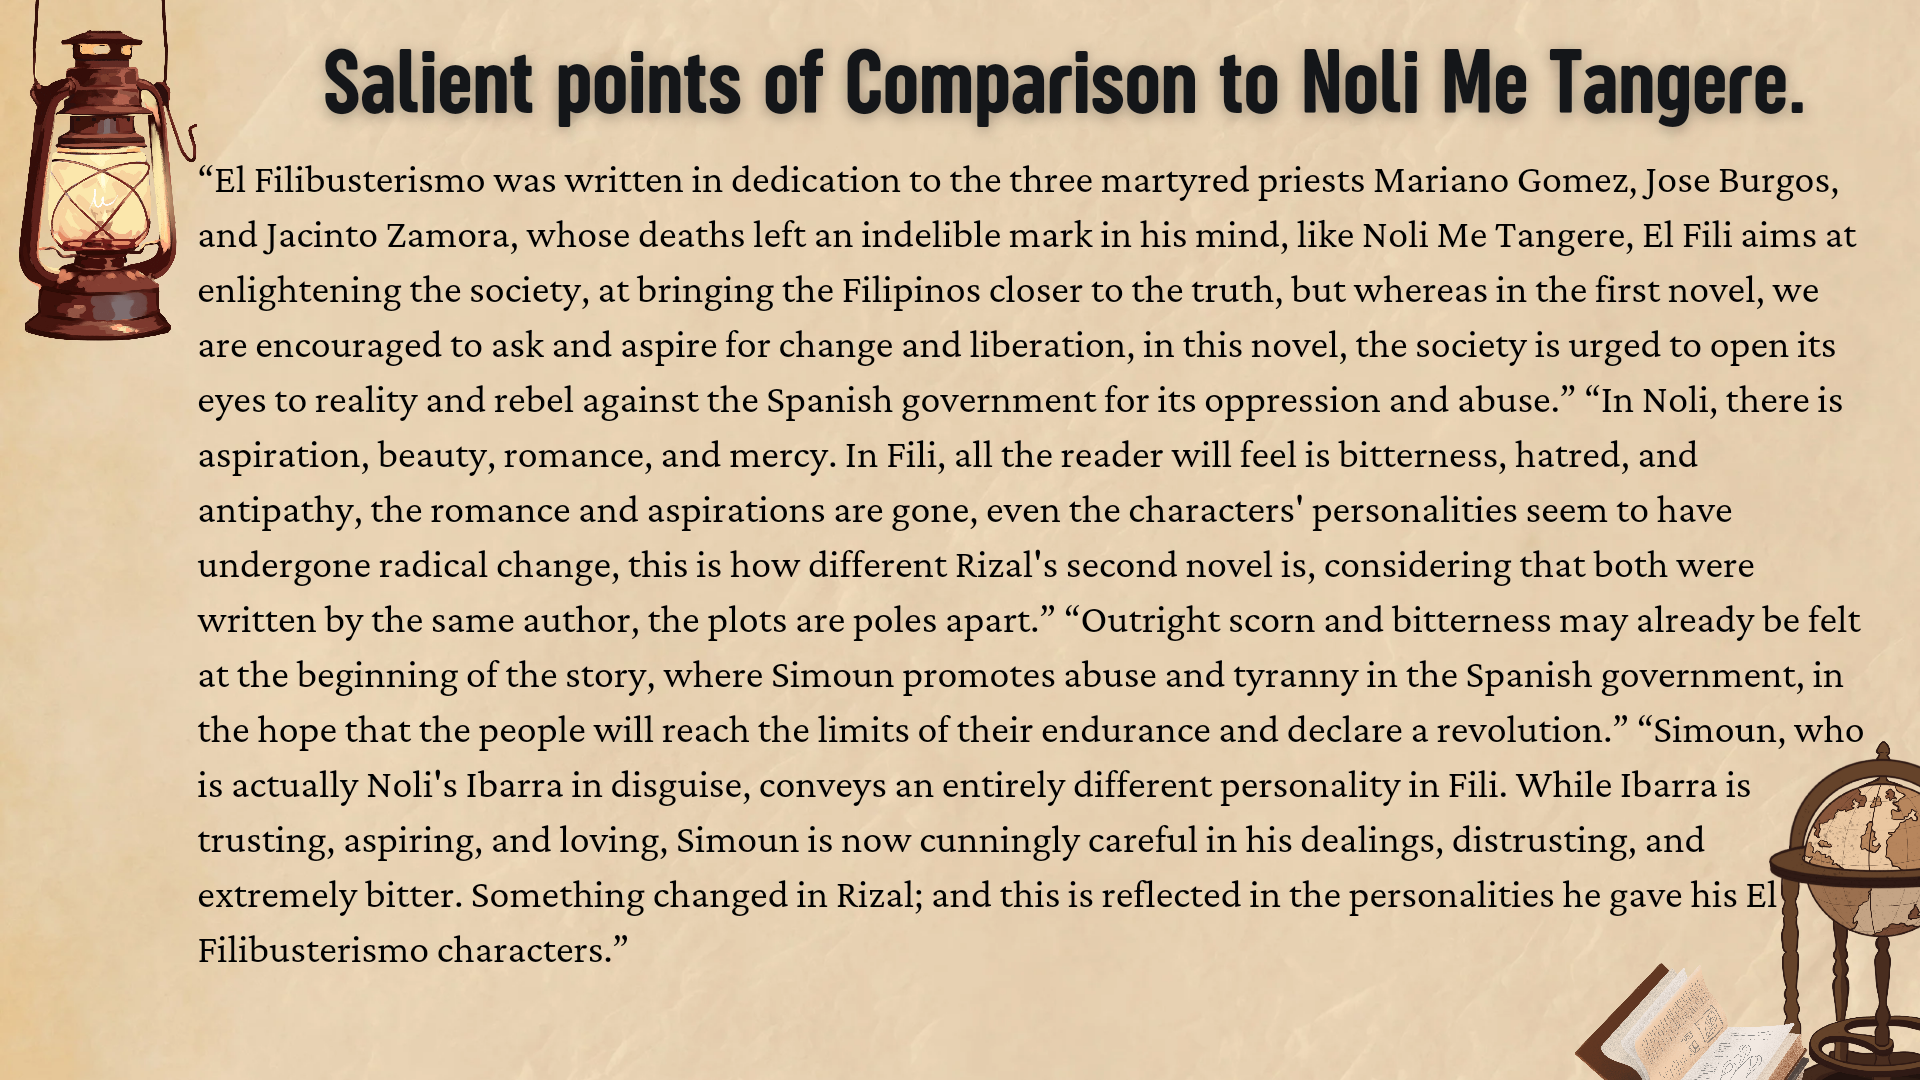 Salient points of Comparison to Noli Me Tangere.
“El Filibusterismo was written in dedication to the three martyred priests Mariano Gomez, Jose Burgos,
and Jacinto Zamora, whose deaths left an indelible mark in his mind, like Noli Me Tangere, El Fili aims at
enlightening the society, at bringing the Filipinos closer to the truth, but whereas in the first novel, we
are encouraged to ask and aspire for change and liberation, in this novel, the society is urged to open its
eyes to reality and rebel against the Spanish government for its oppression and abuse.” “In Noli, there is
aspiration, beauty, romance, and mercy. In Fili, all the reader will feel is bitterness, hatred, and
antipathy, the romance and aspirations are gone, even the characters' personalities seem to have
undergone radical change, this is how different Rizal's second novel is, considering that both were
written by the same author, the plots are poles apart.” “Outright scorn and bitterness may already be felt
at the beginning of the story, where Simoun promotes abuse and tyranny in the Spanish government, in
the hope that the people will reach the limits of their endurance and declare a revolution.” “Simoun, who
is actually Noli's Ibarra in disguise, conveys an entirely different personality in Fili. While Ibarra is
trusting, aspiring, and loving, Simoun is now cunningly careful in his dealings, distrusting, and
extremely bitter. Something changed in Rizal; and this is reflected in the personalities he gave his El
Filibusterismo characters.”